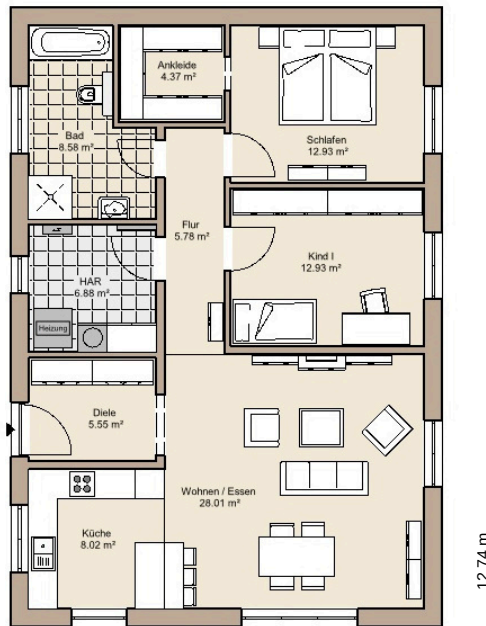 Ankleide
4.37 m²
Bad
8.58 m²
Schlafen
12.93 m²
Flur
5.78 m²
Kind I
12.93 m²
HAR
6.88 m²
Heizung
Diele
5.55 m²
Wohnen / Essen
28.01 m²
Küche
8.02 m²
12.74 m